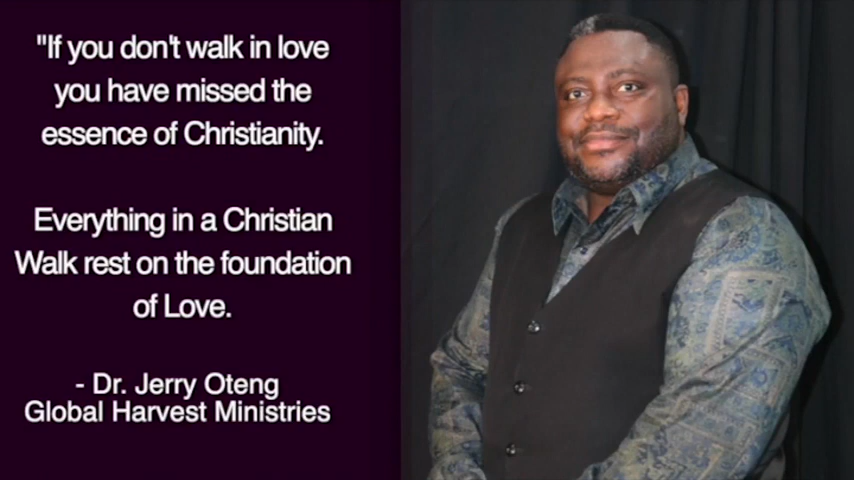 "If you don't walk in love
you have missed the
essence of Christianity.
Everything in a Christian
Walk rest on the foundation
of Love.
- Dr. Jerry Oteng
Global Harvest Ministries